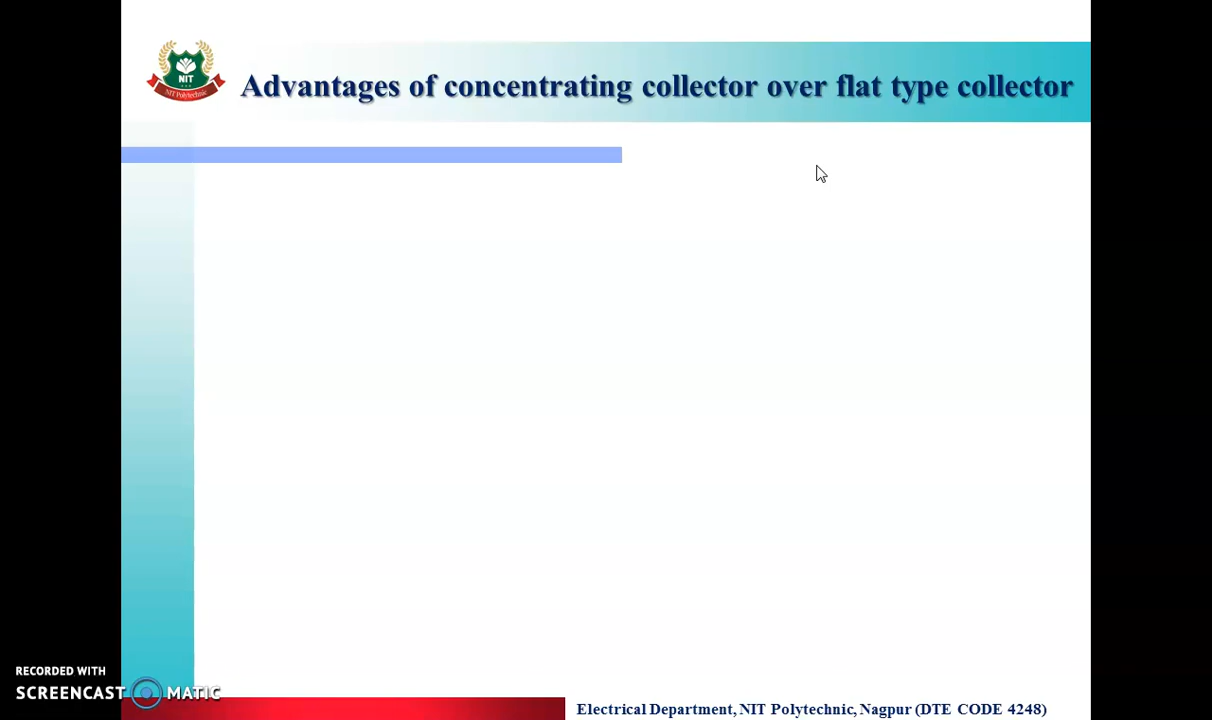 NIT
NIT Polytechnic
Advantages of concentrating collector over flat type collector
RECORDED WITH
SCREENCAST MATIC
Electrical Department, NIT Polytechnic, Nagpur (DTE CODE 4248)